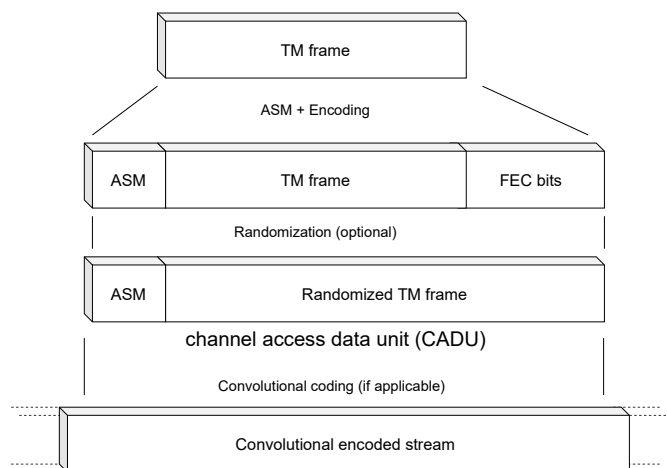 TM frame
ASM + Encoding
ASM TM frame FEC bits
Randomization (optional)
ASM Randomized TM frame
channel access data unit (CADU)
Convolutional coding (if applicable)
Convolutional encoded stream